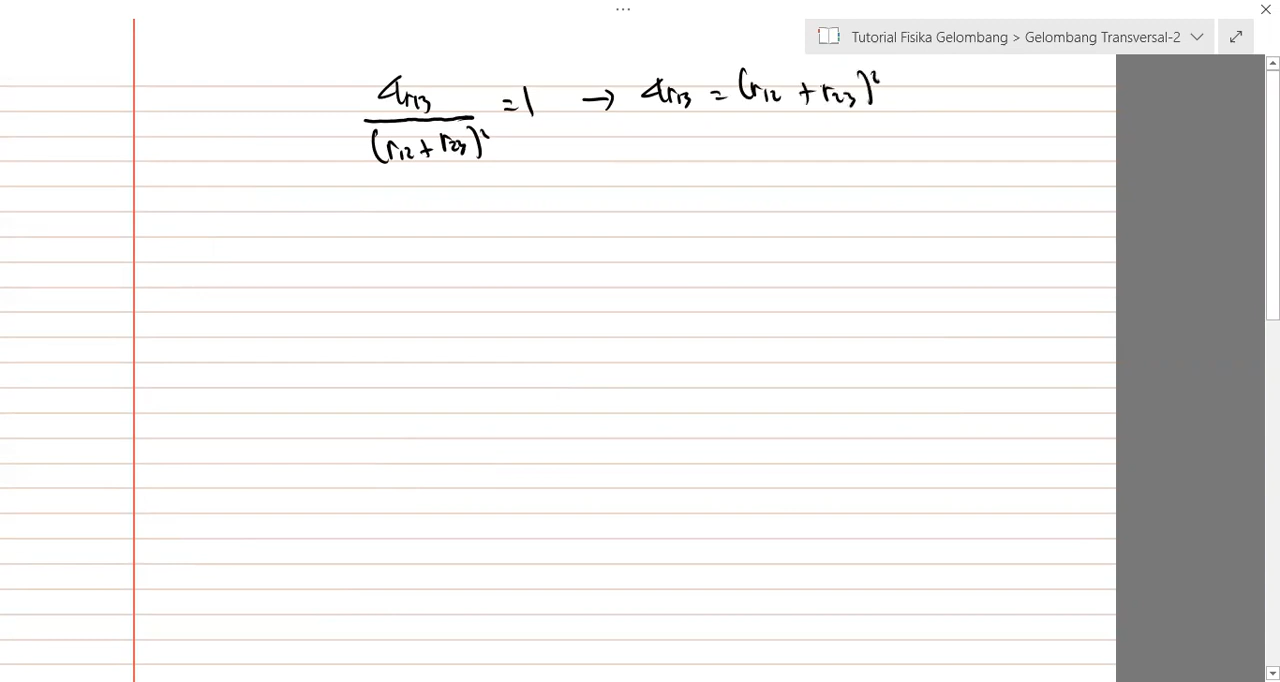 ...
Tutorial Fisika Gelombang > Gelombang Transversal-2
4r13 / (r12 + r23)² = 1 → 4r13 = (r12 + r23)²